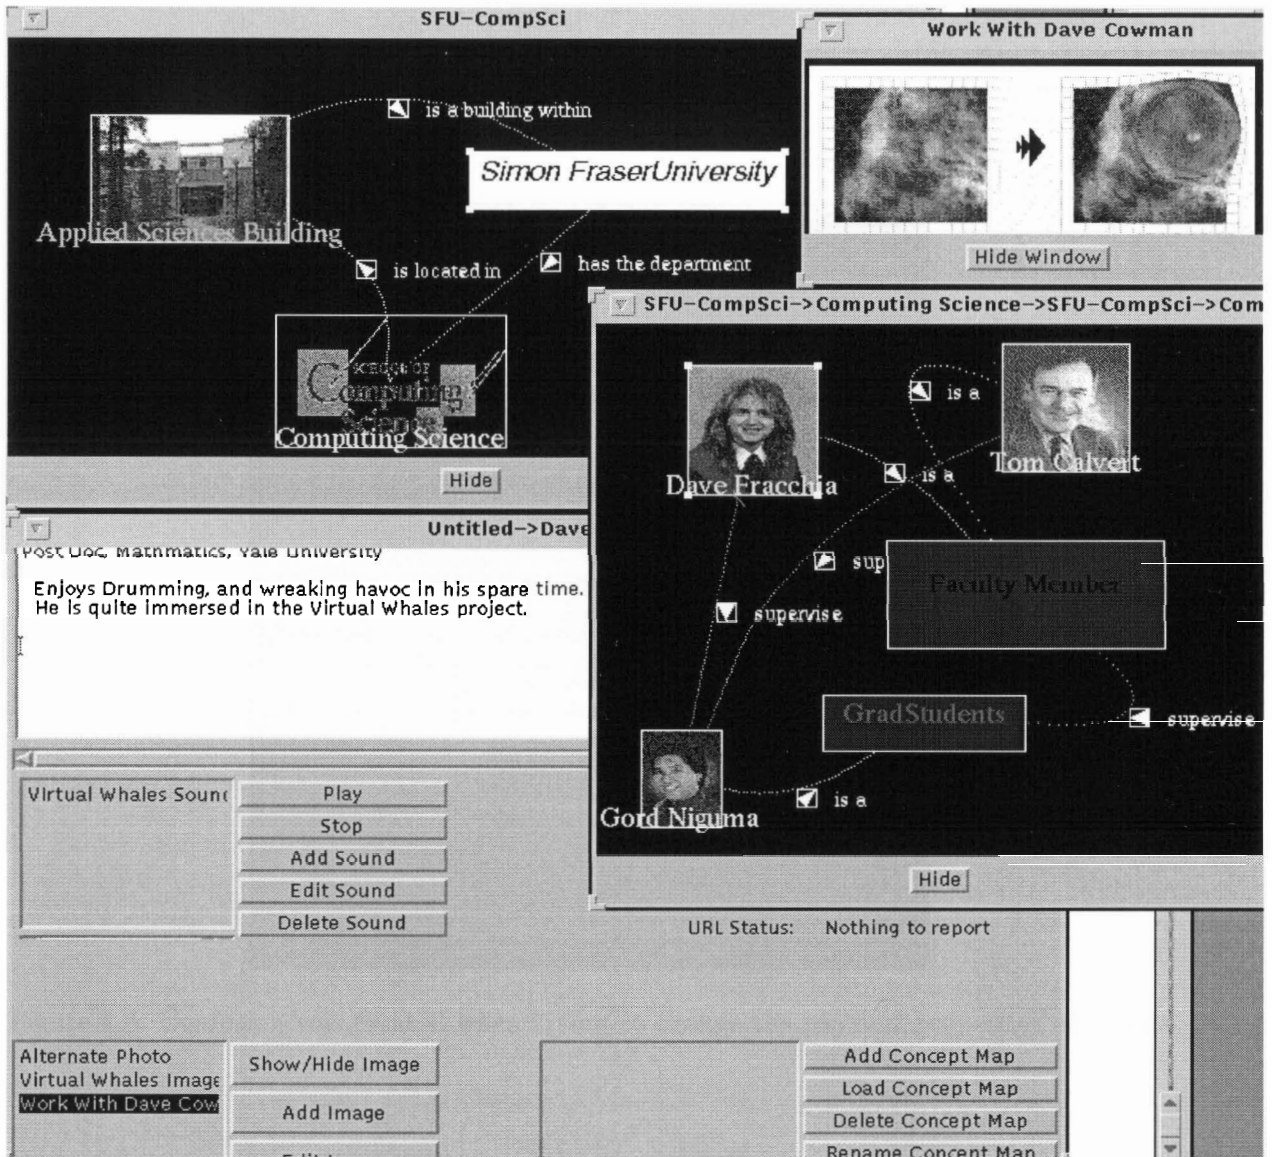 SFU-CompSci
is a building within
Simon FraserUniversity
Applied Sciences Building
is located in
has the department
SCHOOL OF
Computing
Science
Computing Science
Hide
Work With Dave Cowman
Hide Window
SFU-CompSci->Computing Science->SFU-CompSci->Com
is a
Tom Calvert
Dave Fracchia
is a
sup
Faculty Member
supervise
GradStudents
supervise
Gord Niguma
is a
Hide
Untitled->Dave
Post Doc, Mathmatics, Yale University
Enjoys Drumming, and wreaking havoc in his spare time.
He is quite immersed in the Virtual Whales project.
Virtual Whales Soun
Play
Stop
Add Sound
Edit Sound
Delete Sound
URL Status: Nothing to report
Alternate Photo
Virtual Whales Image
Work With Dave Cow
Show/Hide Image
Add Image
Add Concept Map
Load Concept Map
Delete Concept Map
Rename Concept Map